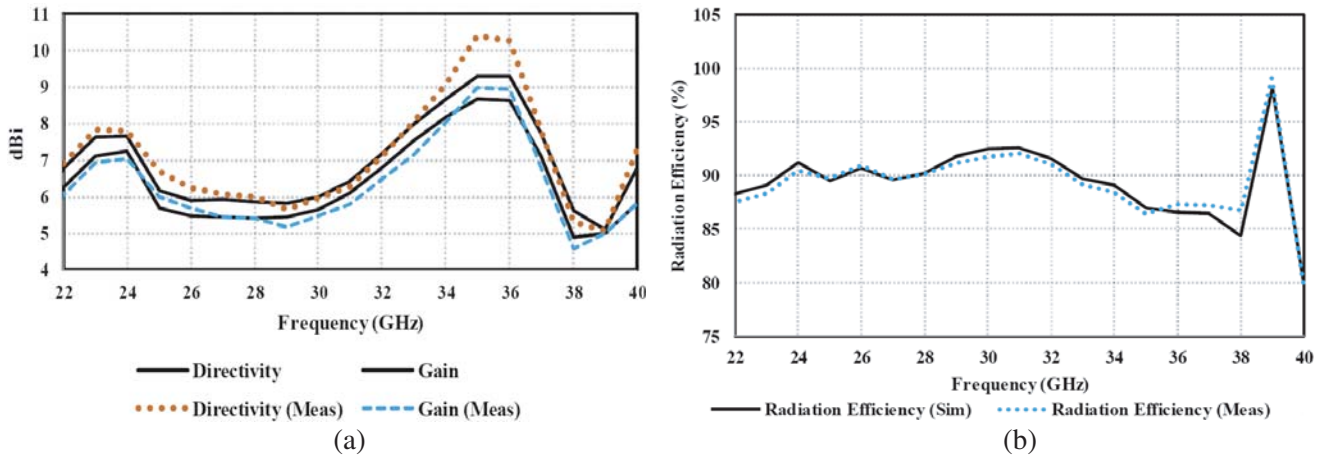 11
10
9
8
7
6
5
4
dBi
22 24 26 28 30 32 34 36 38 40
Frequency (GHz)
Directivity Gain
Directivity (Meas) Gain (Meas)
(a)
105
100
95
90
85
80
75
Radiation Efficiency (%)
22 24 26 28 30 32 34 36 38 40
Frequency (GHz)
Radiation Efficiency (Sim) Radiation Efficiency (Meas)
(b)